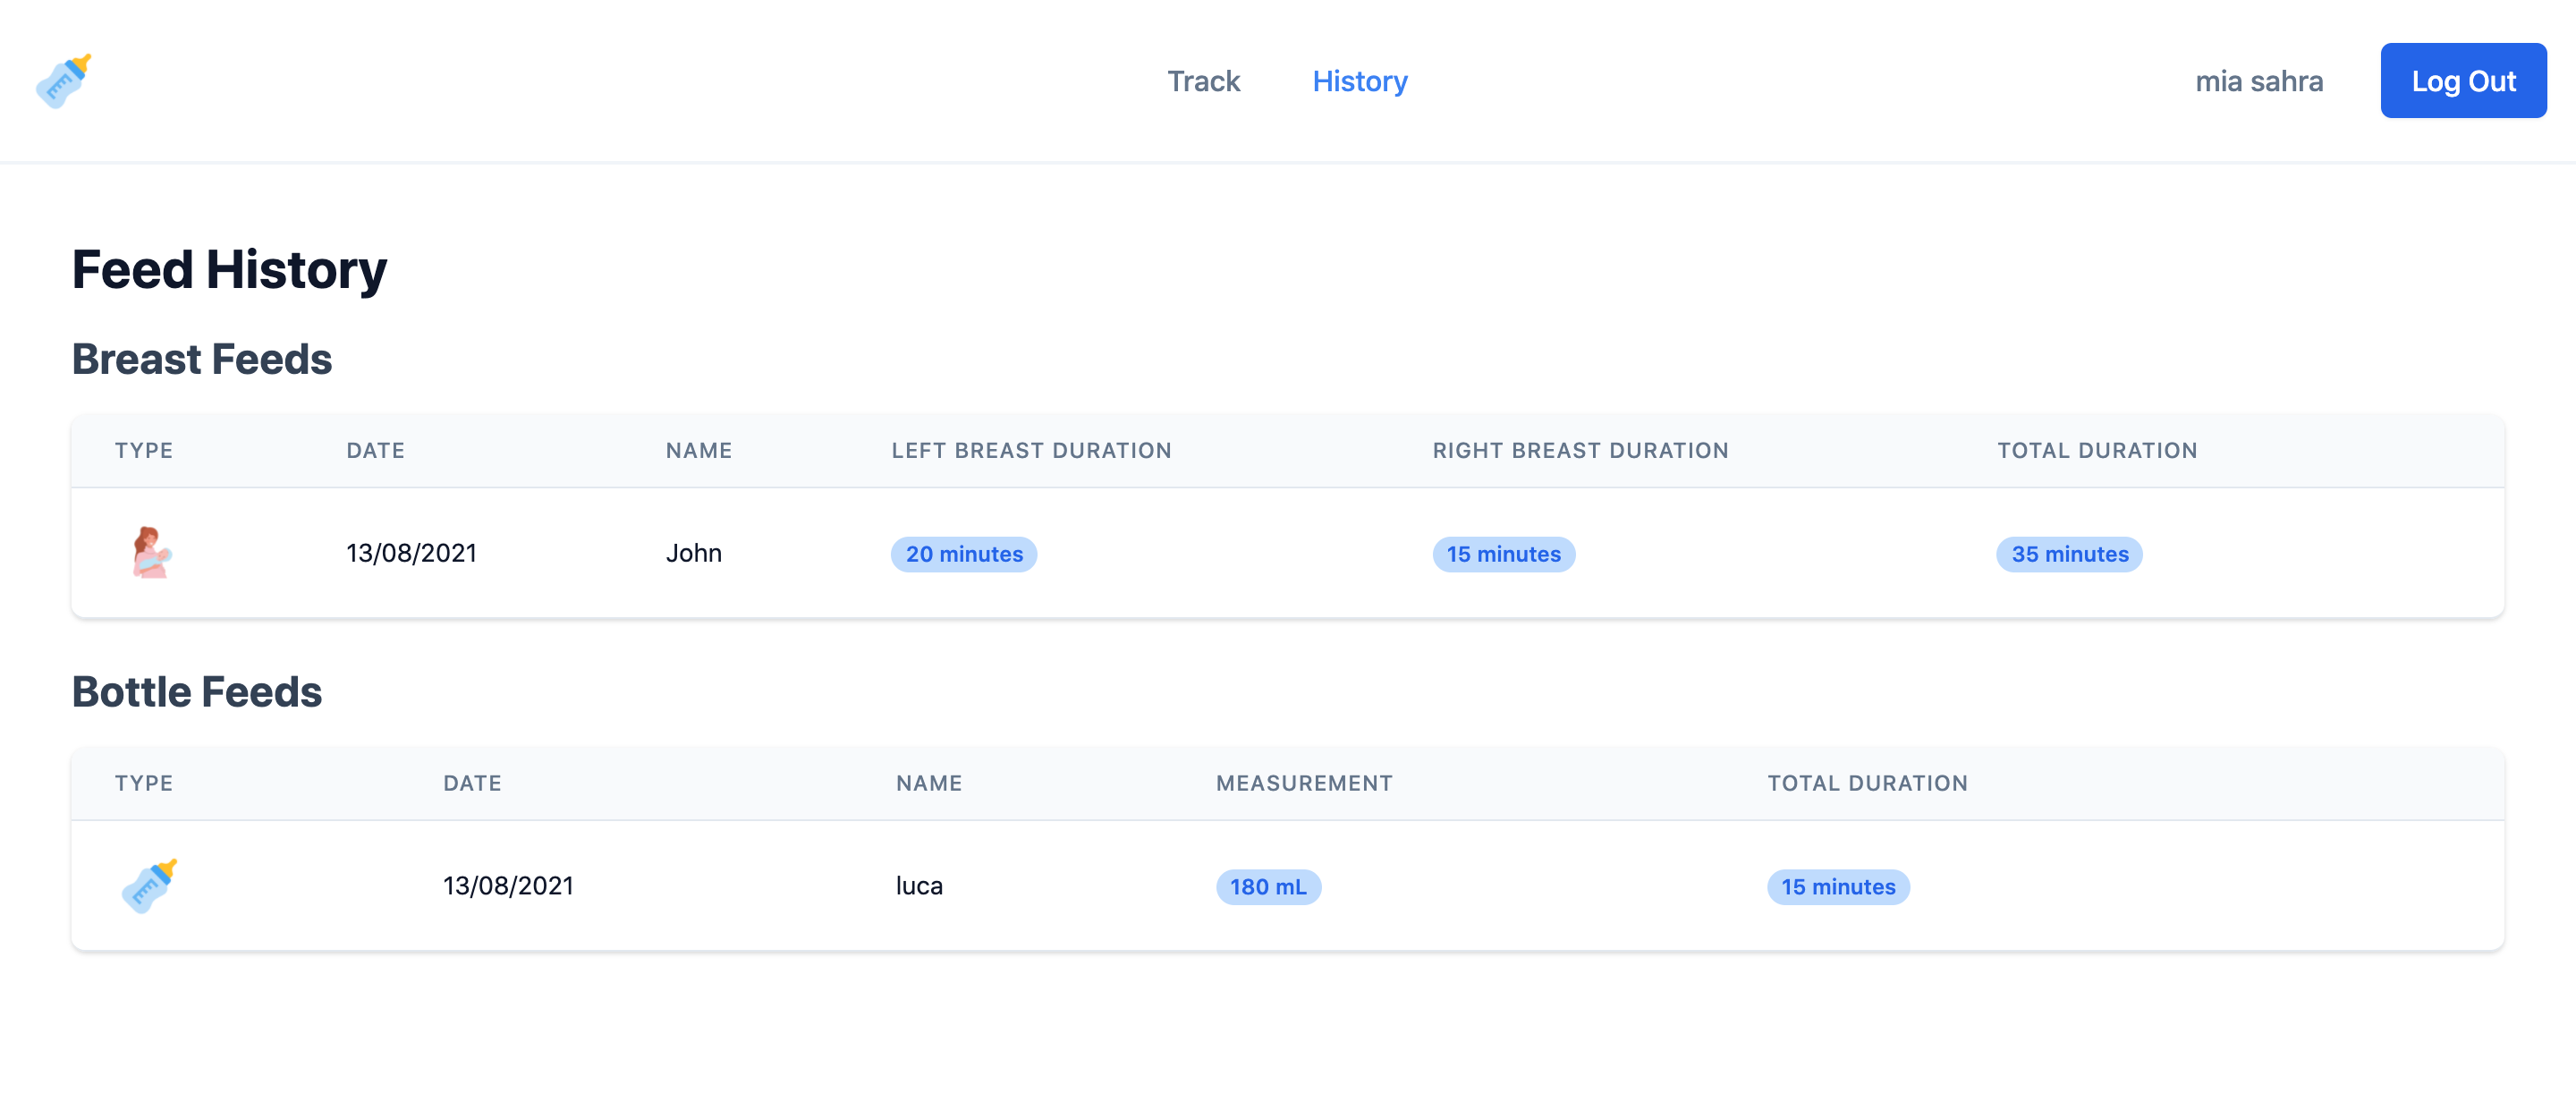 Track History mia sahra Log Out
Feed History
Breast Feeds
TYPE DATE NAME LEFT BREAST DURATION RIGHT BREAST DURATION TOTAL DURATION
13/08/2021 John 20 minutes 15 minutes 35 minutes
Bottle Feeds
TYPE DATE NAME MEASUREMENT TOTAL DURATION
13/08/2021 luca 180 mL 15 minutes